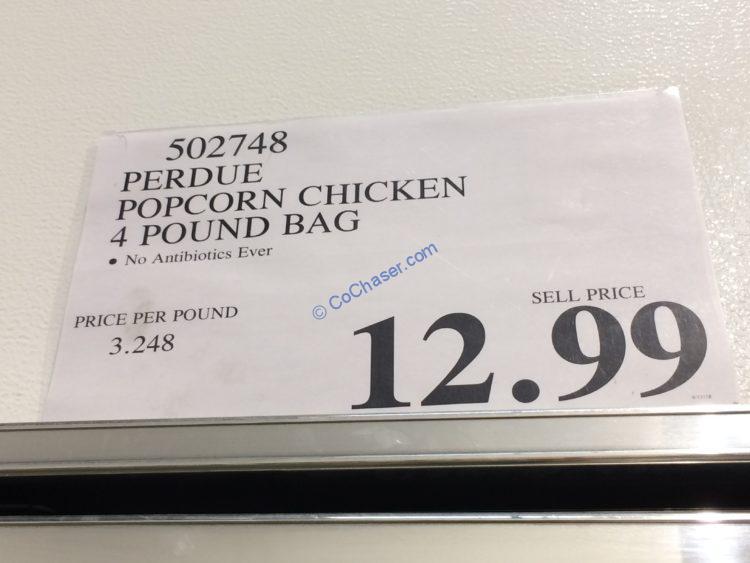 502748
PERDUE
POPCORN CHICKEN
4 POUND BAG
• No Antibiotics Ever
© CoChaser.com
PRICE PER POUND
3.248
SELL PRICE
12.99